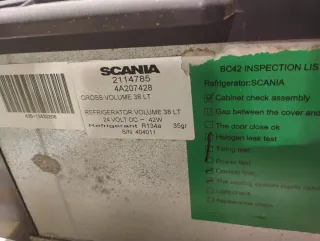 SCANIA
2114785
4A207428
GROSS VOLUME 38 LT
REFRIGERATOR VOLUME 38 LT
24 VOLT DC - 42W
Refrigerant R134a 35gr
S/N 404011
BC42 INSPECTION LIS
Refrigerator:SCANIA
Cabinet check assembly
Gap between the cover and
The door close ok
Halogen leak test
Power test